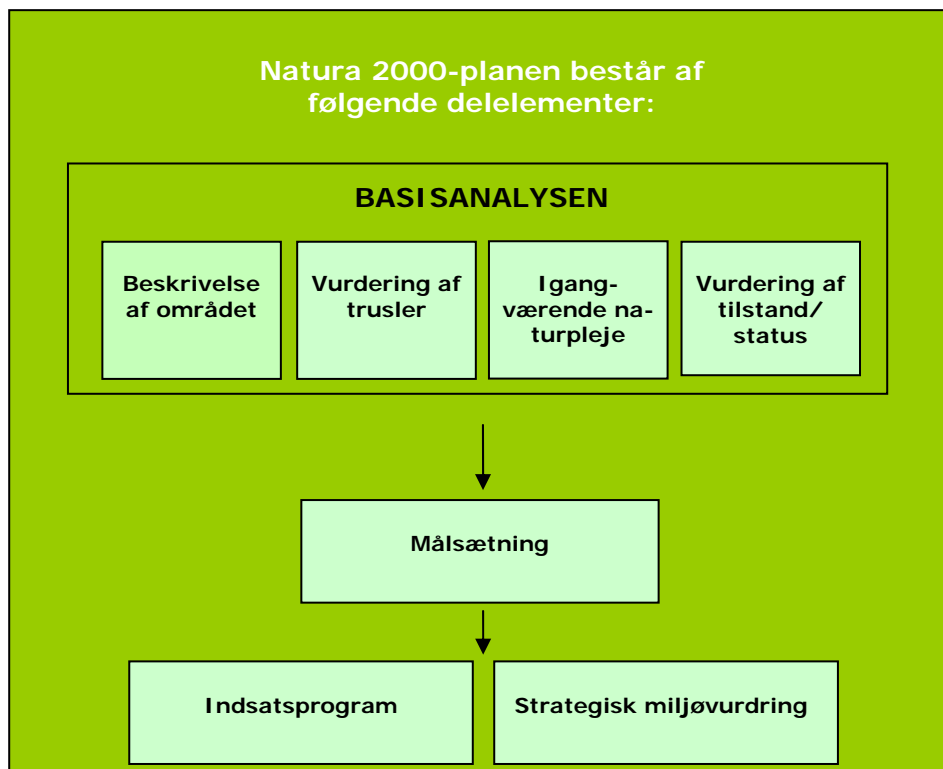 Natura 2000-planen består af
følgende delelementer:
BASISANALYSEN
Beskrivelse
af området
Vurdering af
trusler
Igang-
værende na-
turpleje
Vurdering af
tilstand/
status
Målsætning
Indsatsprogram
Strategisk miljøvurdring